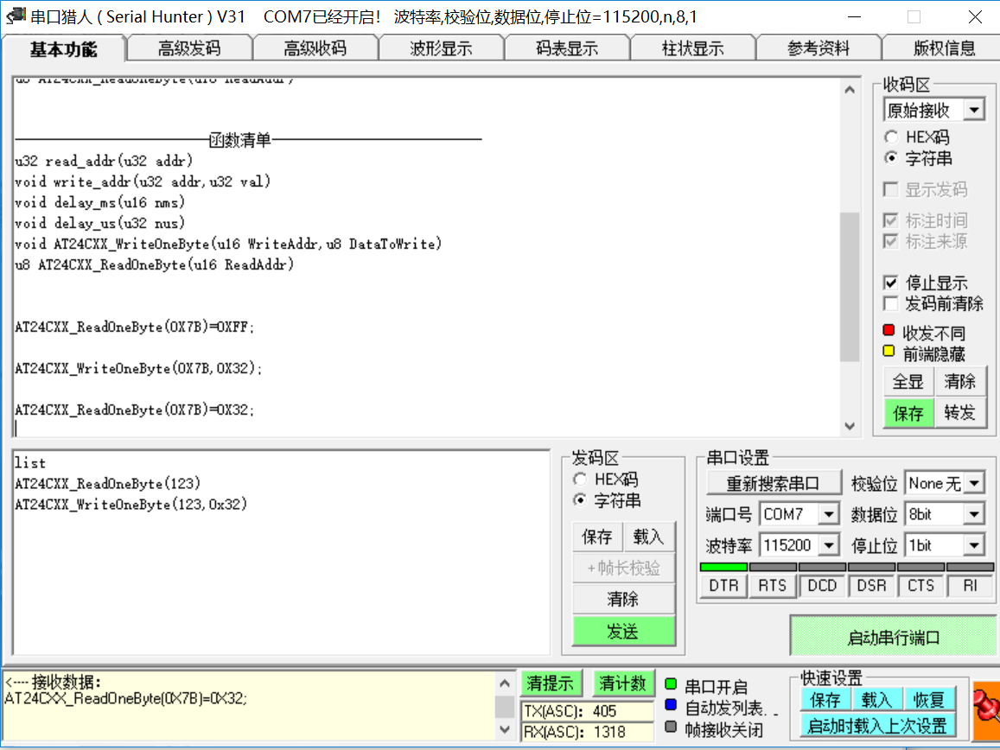 串口猎人 ( Serial Hunter ) V31 COM7已经开启! 波特率,校验位,数据位,停止位=115200,n,8,1
基本功能 高级发码 高级收码 波形显示 码表显示 柱状显示 参考资料 版权信息
u8 AT24CXX_ReadOneByte(u16 ReadAddr)
函数清单
u32 read_addr(u32 addr)
void write_addr(u32 addr,u32 val)
void delay_ms(u16 nms)
void delay_us(u32 nus)
void AT24CXX_WriteOneByte(u16 WriteAddr,u8 DataToWrite)
u8 AT24CXX_ReadOneByte(u16 ReadAddr)
AT24CXX_ReadOneByte(0X7B)=0XFF;
AT24CXX_WriteOneByte(0X7B,0X32);
AT24CXX_ReadOneByte(0X7B)=0X32;
收码区
原始接收
HEX码
字符串
显示发码
标注时间
标注来源
停止显示
发码前清除
收发不同
前端隐藏
全显 清除
保存 转发
list
AT24CXX_ReadOneByte(123)
AT24CXX_WriteOneByte(123,0x32)
发码区
HEX码
字符串
保存 载入
+帧长校验
清除
发送
串口设置
重新搜索串口 校验位 None 无
端口号 COM7 数据位 8bit
波特率 115200 停止位 1bit
DTR RTS DCD DSR CTS RI
启动串行端口
<--- 接收数据:
AT24CXX_ReadOneByte(0X7B)=0X32;
清提示 清计数
TX(ASC): 405
RX(ASC): 1318
串口开启
自动发列表. .
帧接收关闭
快速设置
保存 载入 恢复
启动时载入上次设置